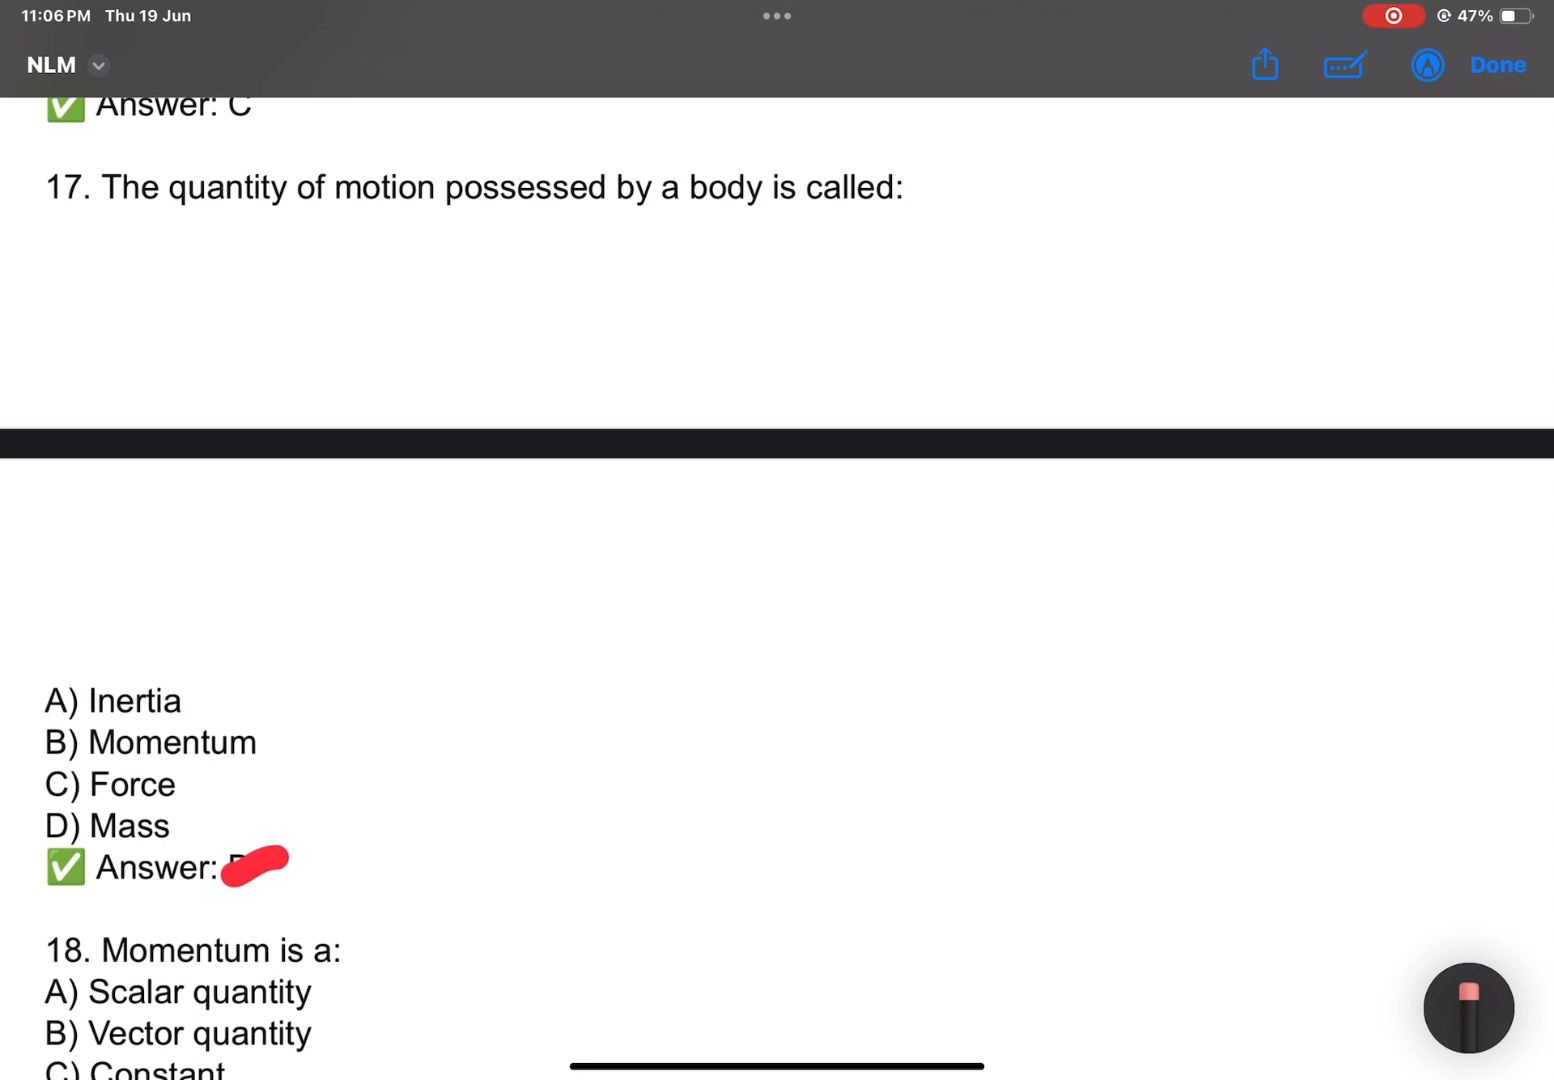 11:06 PM Thu 19 Jun
47%
NLM
Done
Answer: C
17. The quantity of motion possessed by a body is called:
A) Inertia
B) Momentum
C) Force
D) Mass
Answer:
18. Momentum is a:
A) Scalar quantity
B) Vector quantity
C) Constant